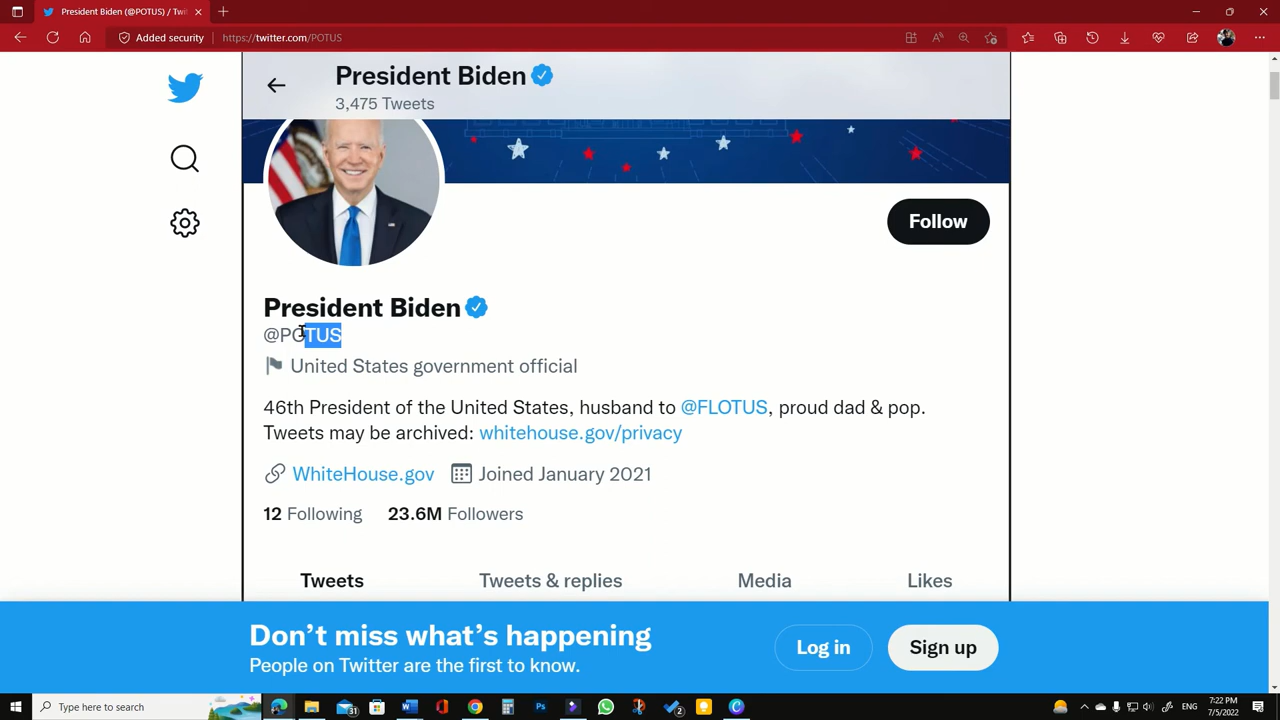 President Biden (@POTUS) / Twi
Added security
https://twitter.com/POTUS
President Biden
3,475 Tweets
Follow
President Biden
@POTUS
United States government official
46th President of the United States, husband to @FLOTUS, proud dad & pop.
Tweets may be archived: whitehouse.gov/privacy
WhiteHouse.gov Joined January 2021
12 Following 23.6M Followers
Tweets Tweets & replies Media Likes
Don't miss what's happening
People on Twitter are the first to know.
Log in Sign up
Type here to search
31
2
ENG
7:22 PM
7/5/2022